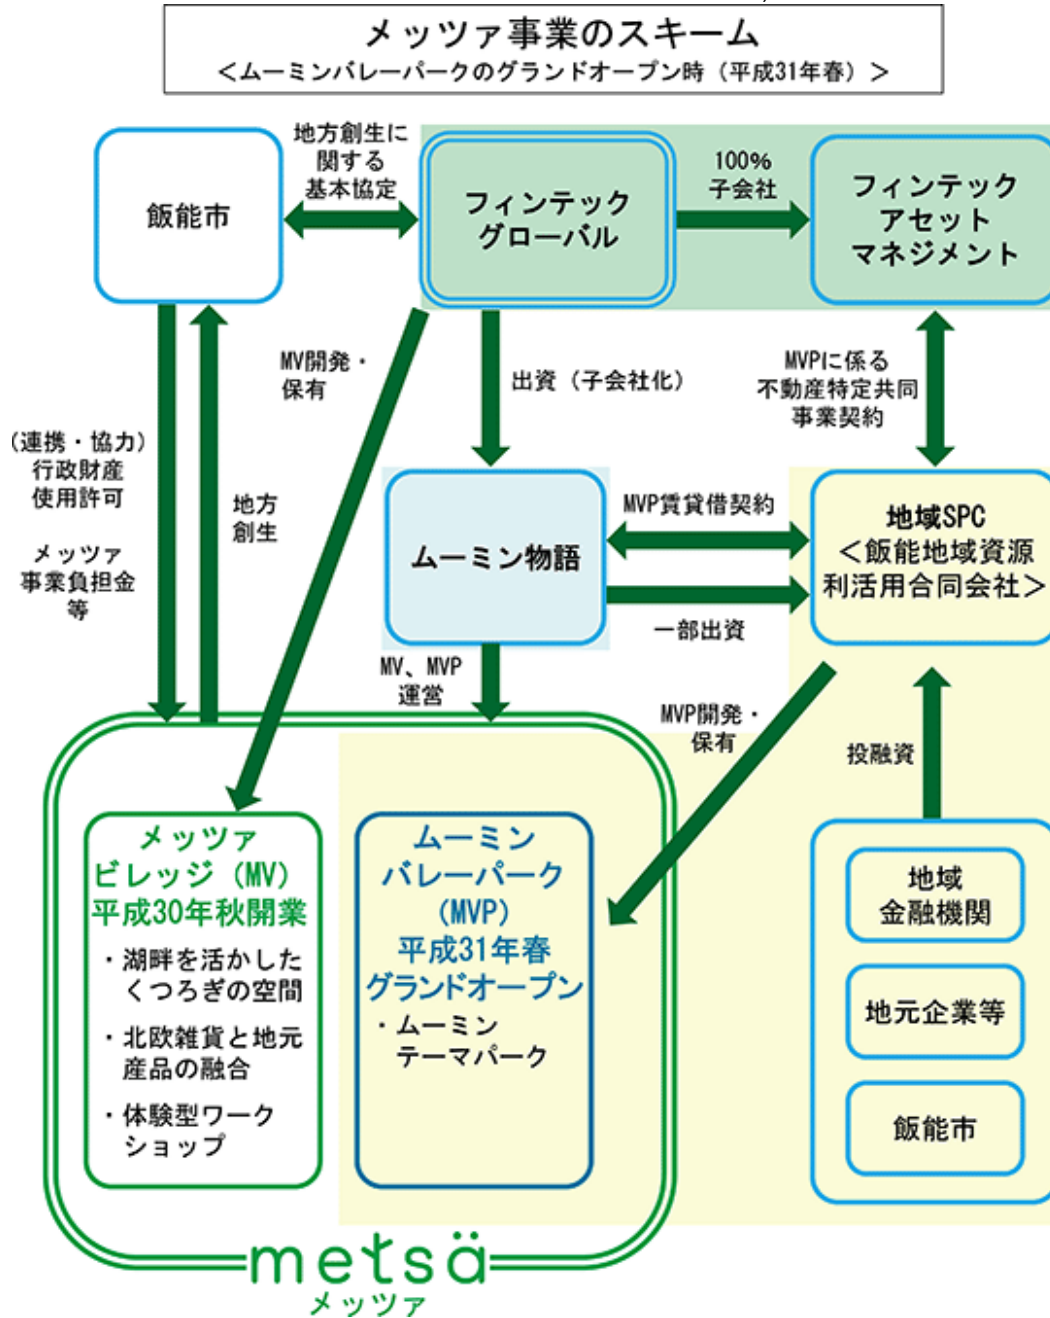 メッツァ事業のスキーム
＜ムーミンバレーパークのグランドオープン時（平成31年春）＞
飯能市
地方創生に
関する
基本協定
フィンテック
グローバル
100%
子会社
フィンテック
アセット
マネジメント
MV開発・
保有
出資（子会社化）
MVPに係る
不動産特定共同
事業契約
（連携・協力）
行政財産
使用許可
メッツァ
事業負担金
等
地方
創生
ムーミン物語
MVP賃貸借契約
一部出資
地域SPC
＜飯能地域資源
利活用合同会社＞
MV、MVP
運営
MVP開発・
保有
投融資
メッツァ
ビレッジ（MV）
平成30年秋開業
・湖畔を活かした
くつろぎの空間
・北欧雑貨と地元
産品の融合
・体験型ワーク
ショップ
ムーミン
バレーパーク
（MVP）
平成31年春
グランドオープン
・ムーミン
テーマパーク
地域
金融機関
地元企業等
飯能市
metsä
メッツァ